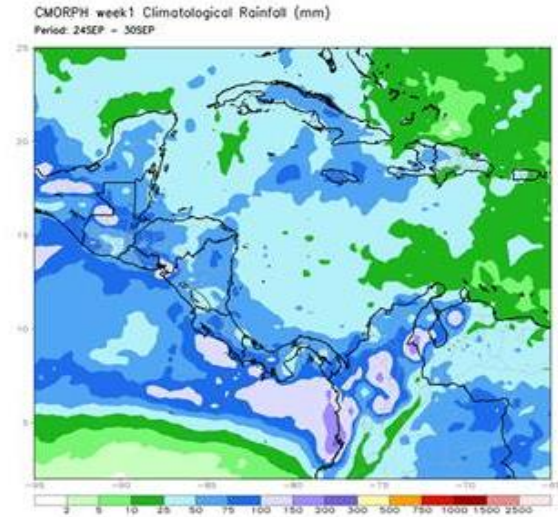 CMORPH week1 Climatological Rainfall (mm)
Period: 24SEP – 30SEP
25
20
15
10
5
-95 -90 -85 -80 -75 -70 -65
2 5 10 25 50 75 100 150 200 300 500 750 1000 1500 2500